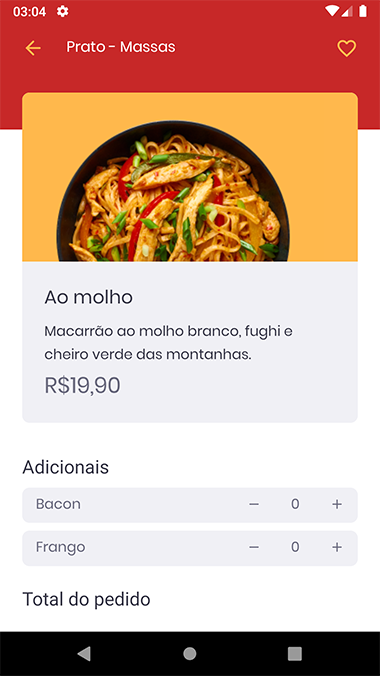 03:04
Prato - Massas
Ao molho
Macarrão ao molho branco, fughi e
cheiro verde das montanhas.
R$19,90
Adicionais
Bacon − 0 +
Frango − 0 +
Total do pedido